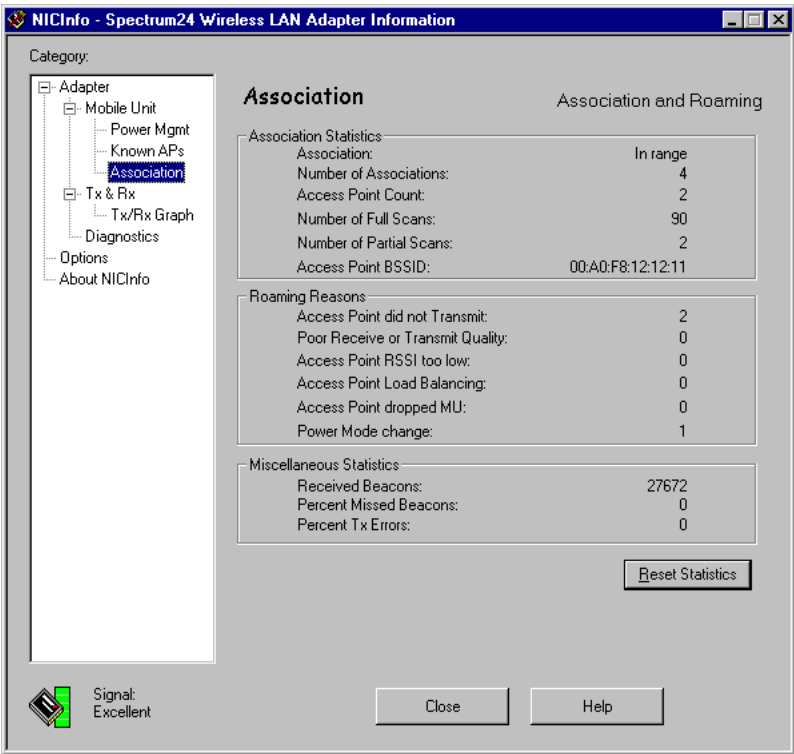 NICInfo - Spectrum24 Wireless LAN Adapter Information
Category:
Adapter
Mobile Unit
Power Mgmt
Known APs
Association
Tx & Rx
Tx/Rx Graph
Diagnostics
Options
About NICInfo
Association
Association and Roaming
Association Statistics
Association: In range
Number of Associations: 4
Access Point Count: 2
Number of Full Scans: 90
Number of Partial Scans: 2
Access Point BSSID: 00:A0:F8:12:12:11
Roaming Reasons
Access Point did not Transmit: 2
Poor Receive or Transmit Quality: 0
Access Point RSSI too low: 0
Access Point Load Balancing: 0
Access Point dropped MU: 0
Power Mode change: 1
Miscellaneous Statistics
Received Beacons: 27672
Percent Missed Beacons: 0
Percent Tx Errors: 0
Reset Statistics
Signal:
Excellent
Close
Help